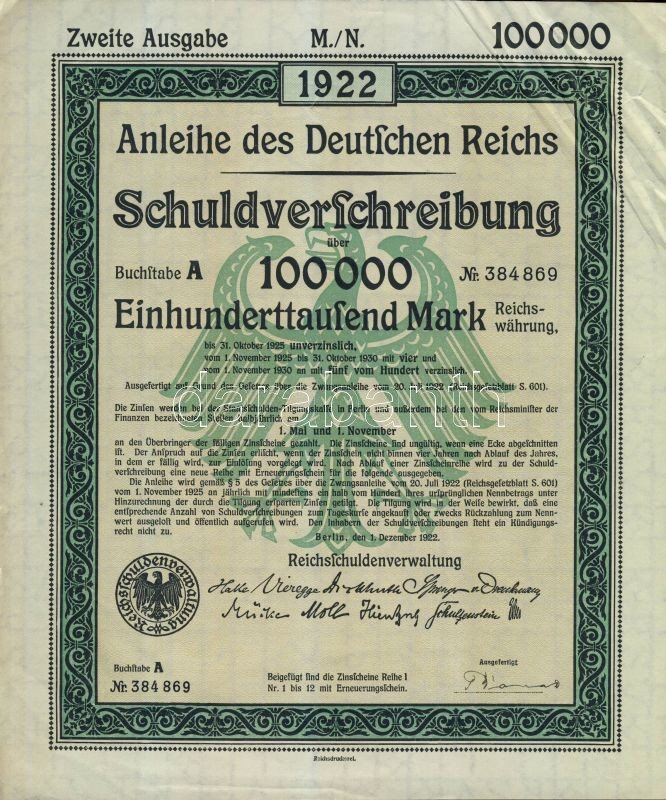 Zweite Ausgabe M./N. 100000
1922
Anleihe des Deutſchen Reichs
Schuldverſchreibung
über
Buchſtabe A 100000 Nr. 384869
Einhunderttauſend Mark Reichs-
währung,
bis 31. Oktober 1925 unverzinslich,
vom 1. November 1925 bis 31. Oktober 1930 mit vier und
vom 1. November 1930 an mit fünf vom Hundert verzinslich.
Ausgefertigt auf Grund des Geſetzes über die Zwangsanleihe vom 20. Juli 1922 (Reichsgeſetzblatt S. 601).
Die Zinſen werden bei der Staatsſchulden-Tilgungskaſſe in Berlin und außerdem bei den vom Reichsminiſter der
Finanzen bezeichneten Stellen halbjährlich am
1. Mai und 1. November
an den Überbringer der fälligen Zinsſcheine gezahlt. Die Zinsſcheine ſind ungültig, wenn eine Ecke abgeſchnitten
iſt. Der Anſpruch auf die Zinſen erliſcht, wenn der Zinsſchein nicht binnen vier Jahren nach Ablauf des Jahres,
in dem er fällig wird, zur Einlöſung vorgelegt wird. Nach Ablauf einer Zinsſcheinreihe wird zu der Schuld-
verſchreibung eine neue Reihe mit Erneuerungsſchein für die folgende ausgegeben.
Die Anleihe wird gemäß § 5 des Geſetzes über die Zwangsanleihe vom 20. Juli 1922 (Reichsgeſetzblatt S. 601)
vom 1. November 1925 an jährlich mit mindeſtens ein halb vom Hundert ihres urſprünglichen Nennbetrags unter
Hinzurechnung der durch die Tilgung erſparten Zinſen getilgt. Die Tilgung wird in der Weiſe bewirkt, daß eine
entſprechende Anzahl von Schuldverſchreibungen zum Tageskurſe angekauft oder zwecks Rückzahlung zum Nenn-
wert ausgeloſt und öffentlich aufgerufen wird. Den Inhabern der Schuldverſchreibungen ſteht ein Kündigungs-
recht nicht zu.
Berlin, den 1. Dezember 1922.
Reichsſchuldenverwaltung
Reichsſchuldenverwaltung
Halle Vieregge Springer
Mücke Moll Schulzenstein
Buchſtabe A
Nr. 384869
Beigefügt ſind die Zinsſcheine Reihe I
Nr. 1 bis 12 mit Erneuerungsſchein.
Ausgefertigt
Reichsdruckerei.
darabanth